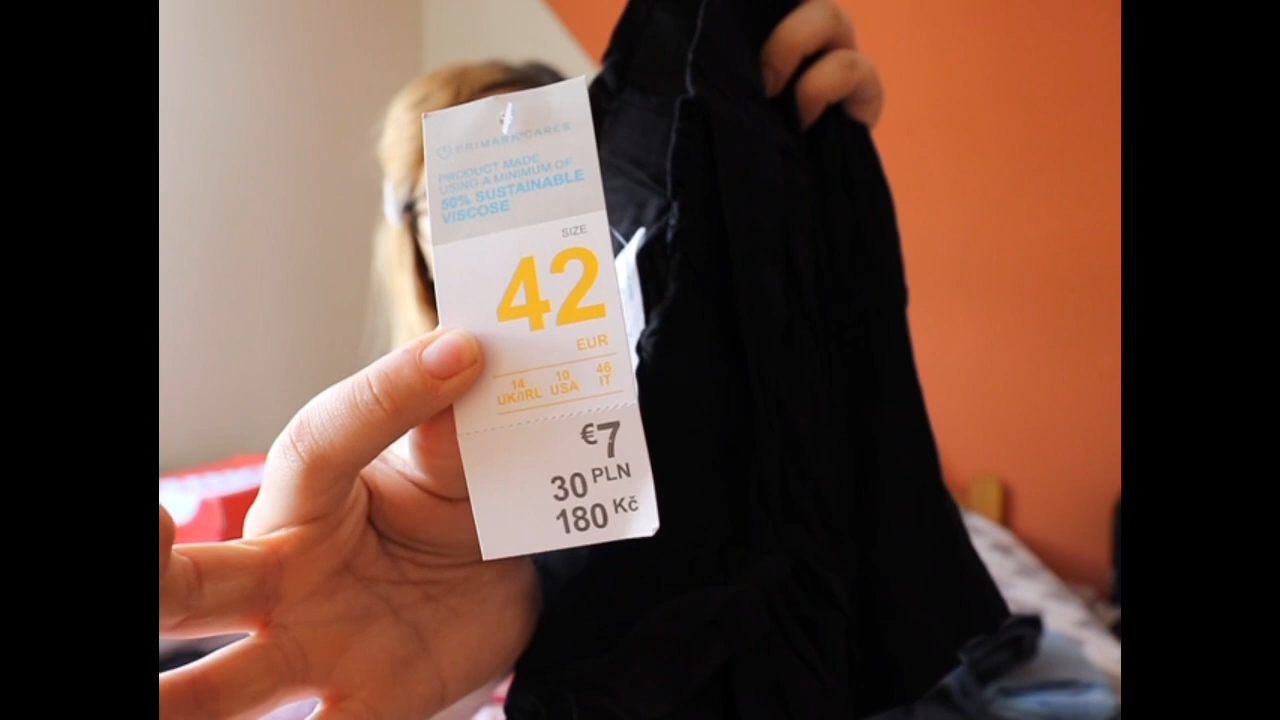 PRIMARK CARES
PRODUCT MADE
USING A MINIMUM OF
50% SUSTAINABLE
VISCOSE
SIZE
42
EUR
14 10 46
UK/IRL USA IT
€7
30 PLN
180 Kč